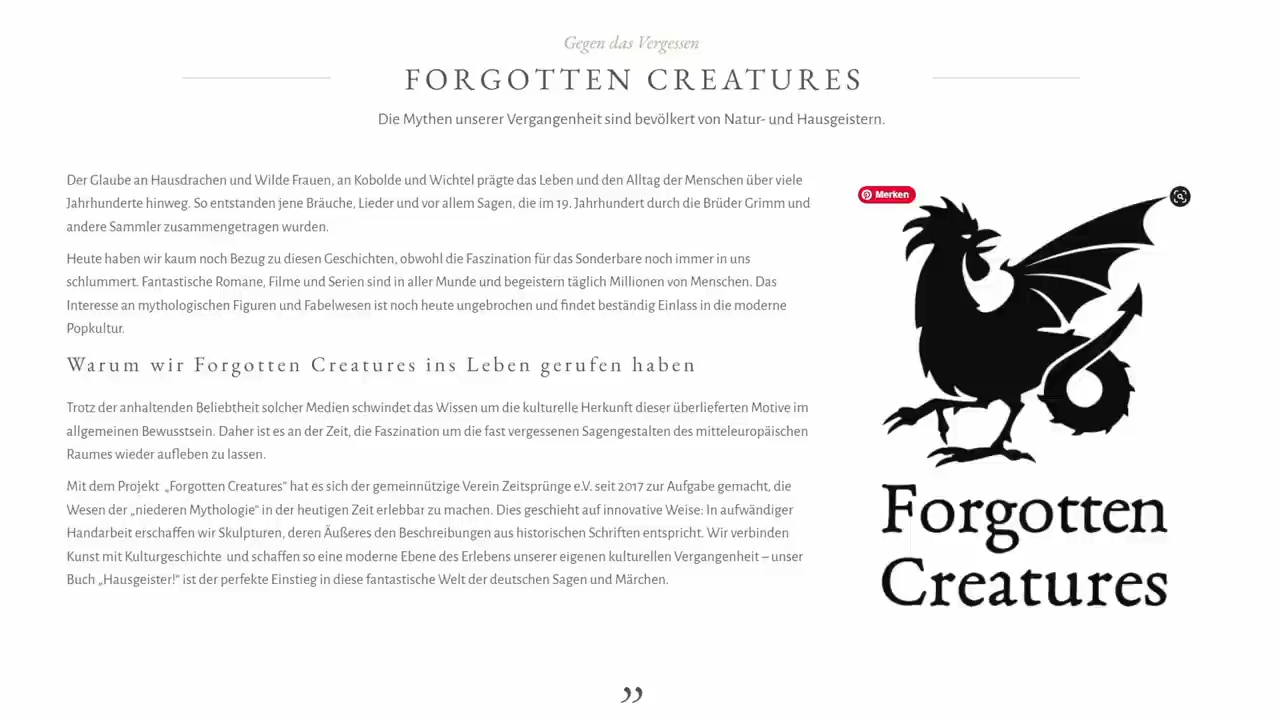 Gegen das Vergessen
FORGOTTEN CREATURES
Die Mythen unserer Vergangenheit sind bevölkert von Natur- und Hausgeistern.
Der Glaube an Hausdrachen und Wilde Frauen, an Kobolde und Wichtel prägte das Leben und den Alltag der Menschen über viele
Jahrhunderte hinweg. So entstanden jene Bräuche, Lieder und vor allem Sagen, die im 19. Jahrhundert durch die Brüder Grimm und
andere Sammler zusammengetragen wurden.
Heute haben wir kaum noch Bezug zu diesen Geschichten, obwohl die Faszination für das Sonderbare noch immer in uns
schlummert. Fantastische Romane, Filme und Serien sind in aller Munde und begeistern täglich Millionen von Menschen. Das
Interesse an mythologischen Figuren und Fabelwesen ist noch heute ungebrochen und findet beständig Einlass in die moderne
Popkultur.
Warum wir Forgotten Creatures ins Leben gerufen haben
Trotz der anhaltenden Beliebtheit solcher Medien schwindet das Wissen um die kulturelle Herkunft dieser überlieferten Motive im
allgemeinen Bewusstsein. Daher ist es an der Zeit, die Faszination um die fast vergessenen Sagengestalten des mitteleuropäischen
Raumes wieder aufleben zu lassen.
Mit dem Projekt „Forgotten Creatures“ hat es sich der gemeinnützige Verein Zeitsprünge e.V. seit 2017 zur Aufgabe gemacht, die
Wesen der „niederen Mythologie“ in der heutigen Zeit erlebbar zu machen. Dies geschieht auf innovative Weise: In aufwändiger
Handarbeit erschaffen wir Skulpturen, deren Äußeres den Beschreibungen aus historischen Schriften entspricht. Wir verbinden
Kunst mit Kulturgeschichte und schaffen so eine moderne Ebene des Erlebens unserer eigenen kulturellen Vergangenheit – unser
Buch „Hausgeister!“ ist der perfekte Einstieg in diese fantastische Welt der deutschen Sagen und Märchen.
Merken
Forgotten
Creatures
”